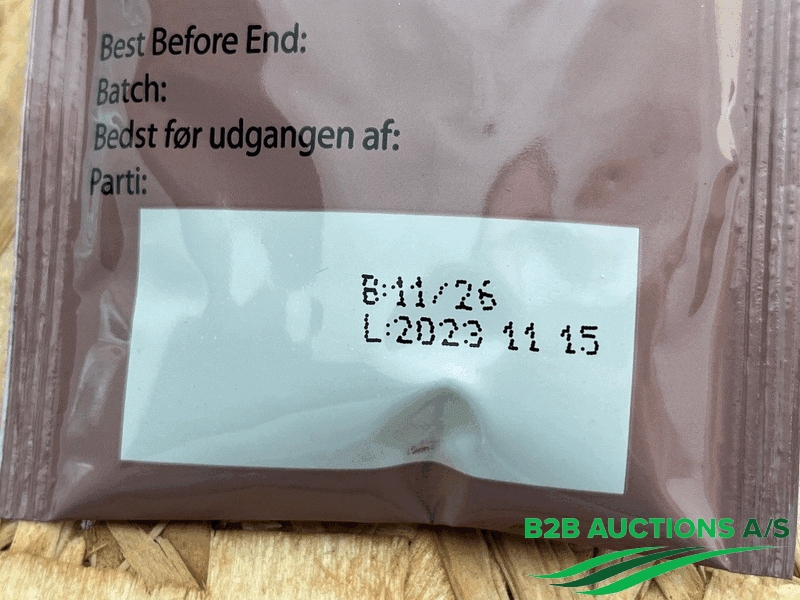 Best Before End:
Batch:
Bedst før udgangen af:
Parti:
B:11/26
L:2023 11 15
B2B AUCTIONS A/S